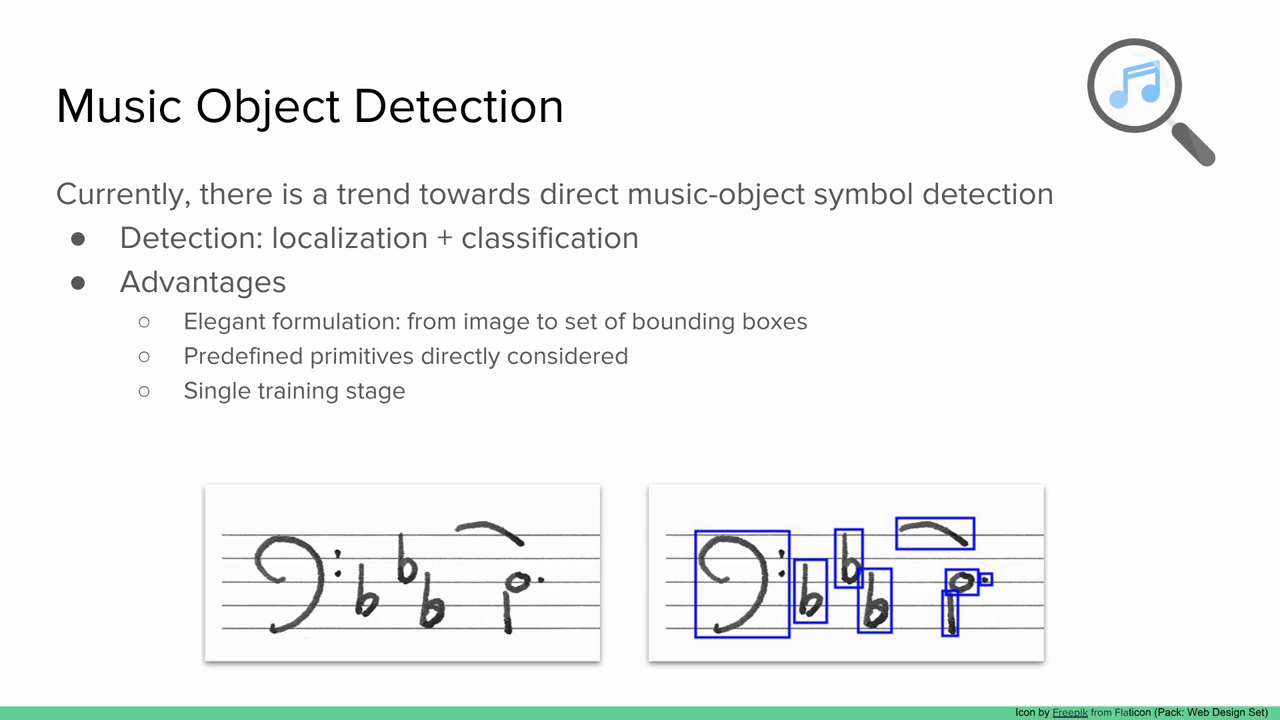 Music Object Detection
Currently, there is a trend towards direct music-object symbol detection
● Detection: localization + classification
● Advantages
○ Elegant formulation: from image to set of bounding boxes
○ Predefined primitives directly considered
○ Single training stage
Icon by Freepik from Flaticon (Pack: Web Design Set)